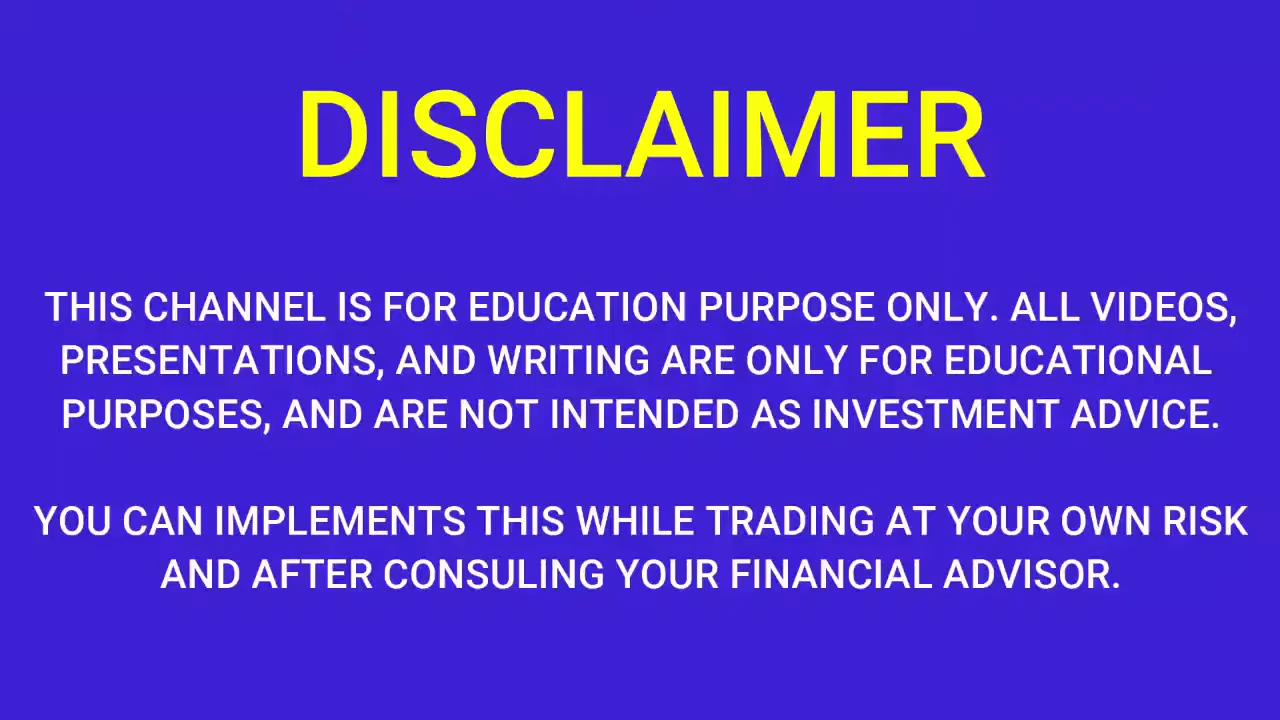 DISCLAIMER
THIS CHANNEL IS FOR EDUCATION PURPOSE ONLY. ALL VIDEOS,
PRESENTATIONS, AND WRITING ARE ONLY FOR EDUCATIONAL
PURPOSES, AND ARE NOT INTENDED AS INVESTMENT ADVICE.
YOU CAN IMPLEMENTS THIS WHILE TRADING AT YOUR OWN RISK
AND AFTER CONSULING YOUR FINANCIAL ADVISOR.